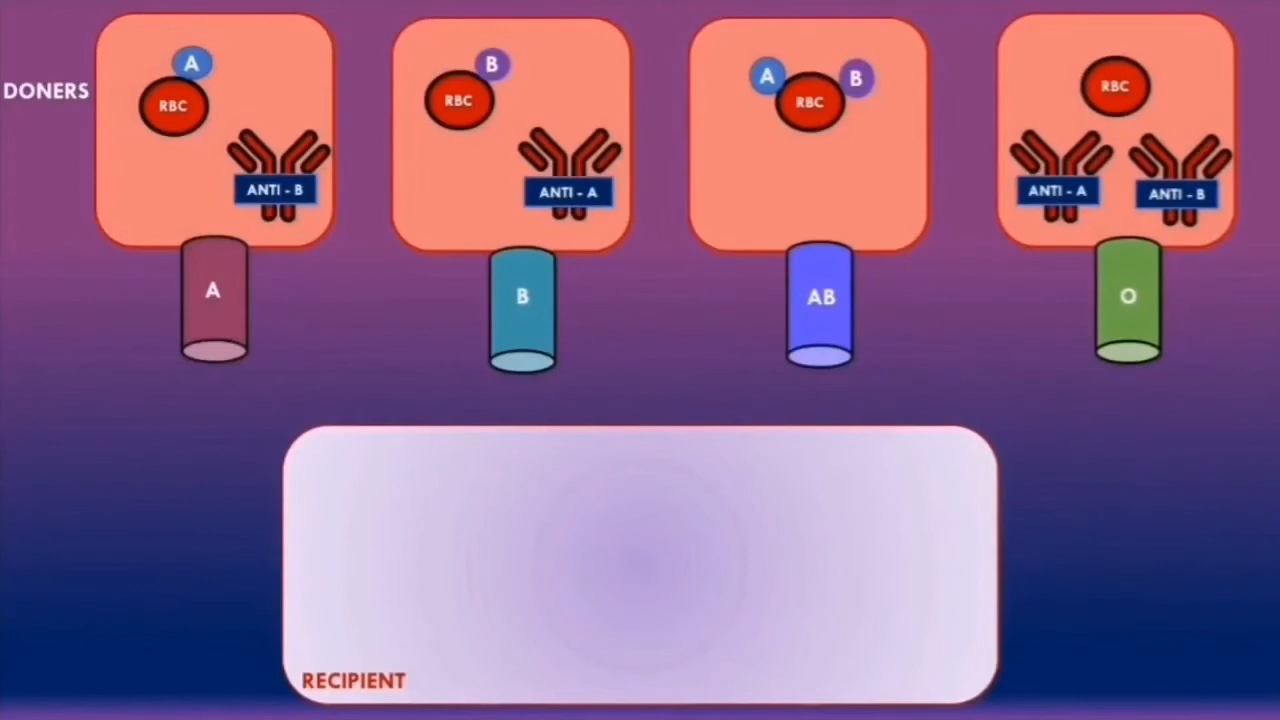 A
B
A
B
DONERS
RBC
RBC
RBC
RBC
ANTI - B
ANTI - A
ANTI - A
ANTI - B
A
B
AB
O
RECIPIENT